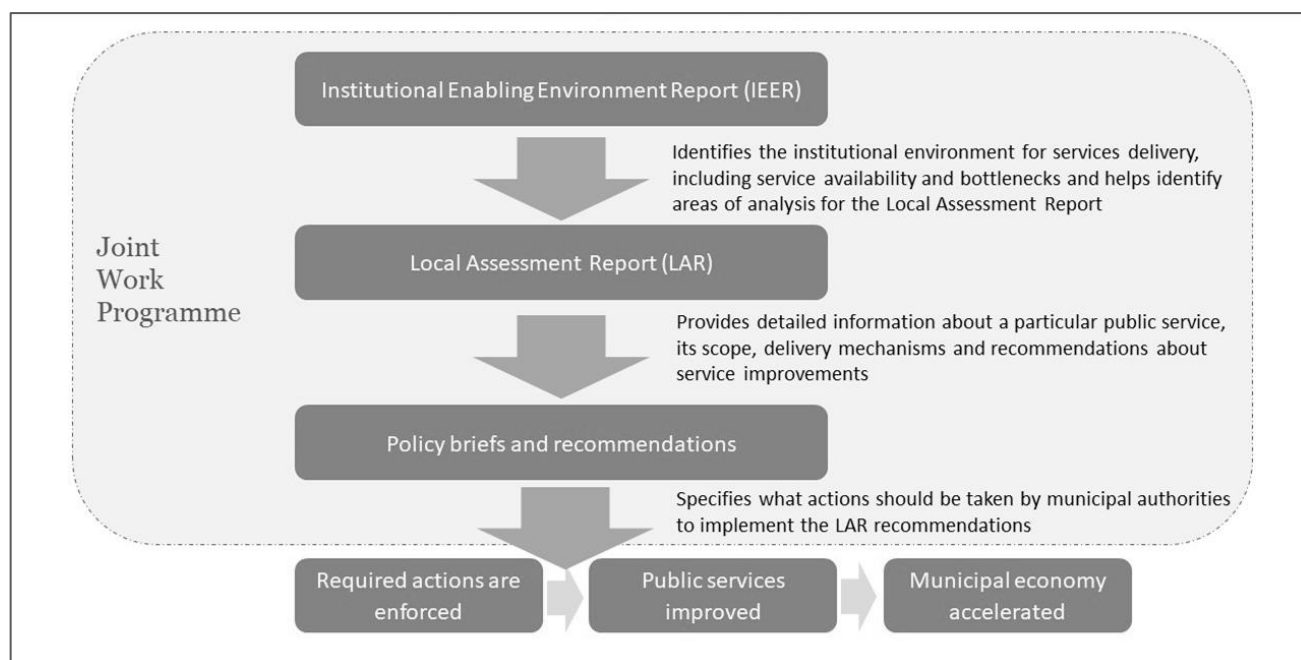 Institutional Enabling Environment Report (IEER)
Identifies the institutional environment for services delivery,
including service availability and bottlenecks and helps identify
areas of analysis for the Local Assessment Report
Joint
Work
Programme
Local Assessment Report (LAR)
Provides detailed information about a particular public service,
its scope, delivery mechanisms and recommendations about
service improvements
Policy briefs and recommendations
Specifies what actions should be taken by municipal authorities
to implement the LAR recommendations
Required actions are
enforced
Public services
improved
Municipal economy
accelerated